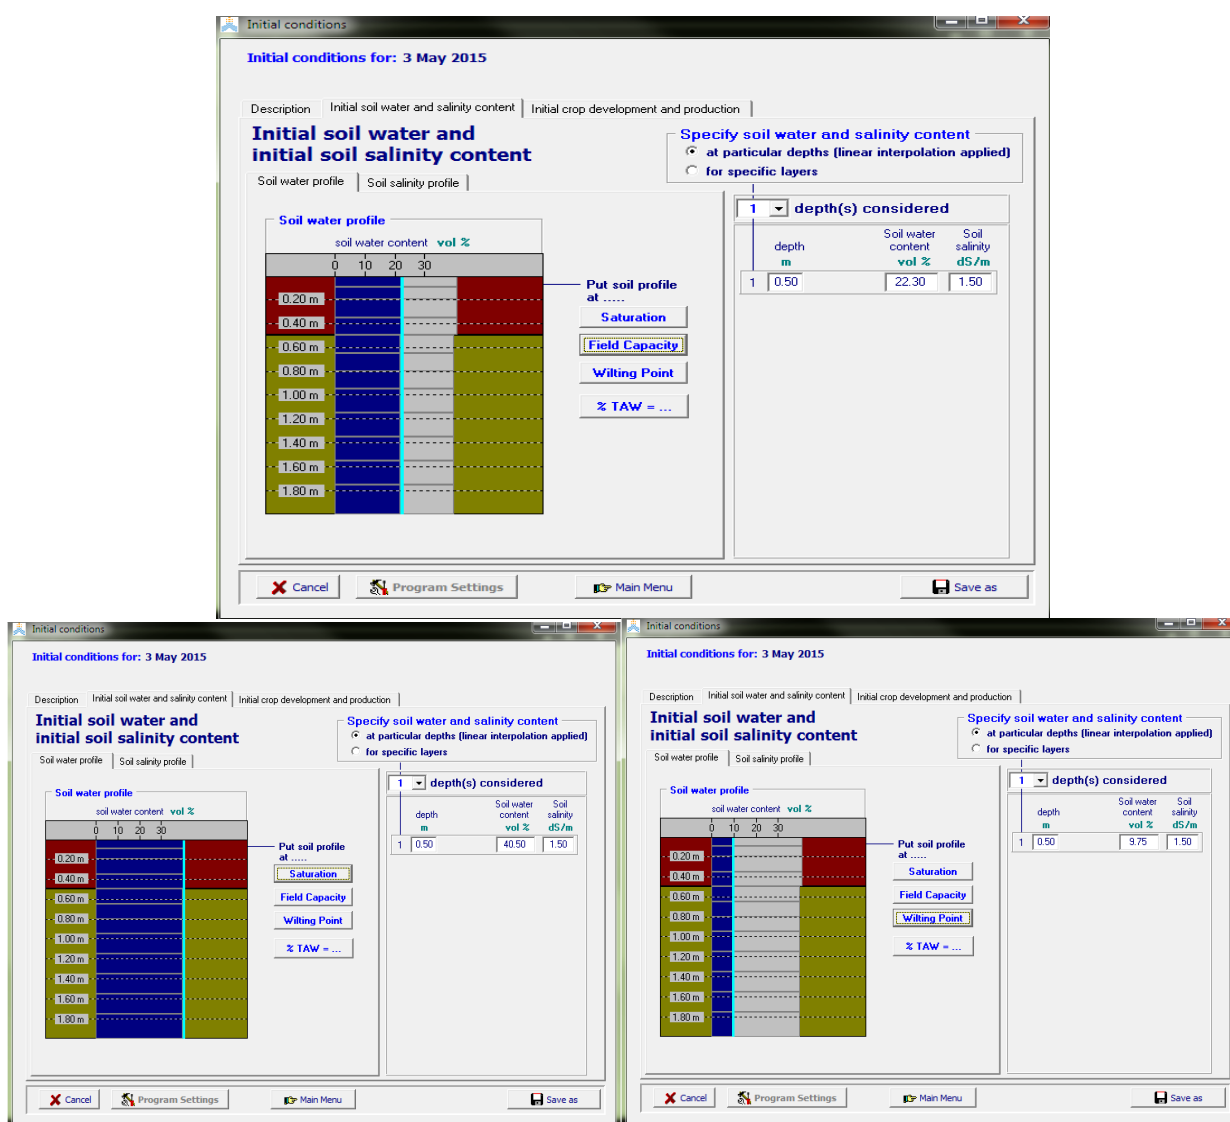 Initial conditions
Initial conditions for: 3 May 2015
Description Initial soil water and salinity content Initial crop development and production
Initial soil water and
initial soil salinity content
Specify soil water and salinity content
at particular depths (linear interpolation applied)
for specific layers
Soil water profile Soil salinity profile
1 depth(s) considered
Soil water profile
soil water content vol %
0 10 20 30
depth Soil water content Soil salinity
m vol % dS/m
1 0.50 22.30 1.50
Put soil profile
at .....
Saturation
Field Capacity
Wilting Point
% TAW = ...
0.20 m
0.40 m
0.60 m
0.80 m
1.00 m
1.20 m
1.40 m
1.60 m
1.80 m
Cancel Program Settings Main Menu Save as
Initial conditions
Initial conditions for: 3 May 2015
Description Initial soil water and salinity content Initial crop development and production
Initial soil water and
initial soil salinity content
Specify soil water and salinity content
at particular depths (linear interpolation applied)
for specific layers
Soil water profile Soil salinity profile
1 depth(s) considered
Soil water profile
soil water content vol %
0 10 20 30
depth Soil water content Soil salinity
m vol % dS/m
1 0.50 40.50 1.50
Put soil profile
at .....
Saturation
Field Capacity
Wilting Point
% TAW = ...
0.20 m
0.40 m
0.60 m
0.80 m
1.00 m
1.20 m
1.40 m
1.60 m
1.80 m
Cancel Program Settings Main Menu Save as
Initial conditions
Initial conditions for: 3 May 2015
Description Initial soil water and salinity content Initial crop development and production
Initial soil water and
initial soil salinity content
Specify soil water and salinity content
at particular depths (linear interpolation applied)
for specific layers
Soil water profile Soil salinity profile
1 depth(s) considered
Soil water profile
soil water content vol %
0 10 20 30
depth Soil water content Soil salinity
m vol % dS/m
1 0.50 9.75 1.50
Put soil profile
at .....
Saturation
Field Capacity
Wilting Point
% TAW = ...
0.20 m
0.40 m
0.60 m
0.80 m
1.00 m
1.20 m
1.40 m
1.60 m
1.80 m
Cancel Program Settings Main Menu Save as